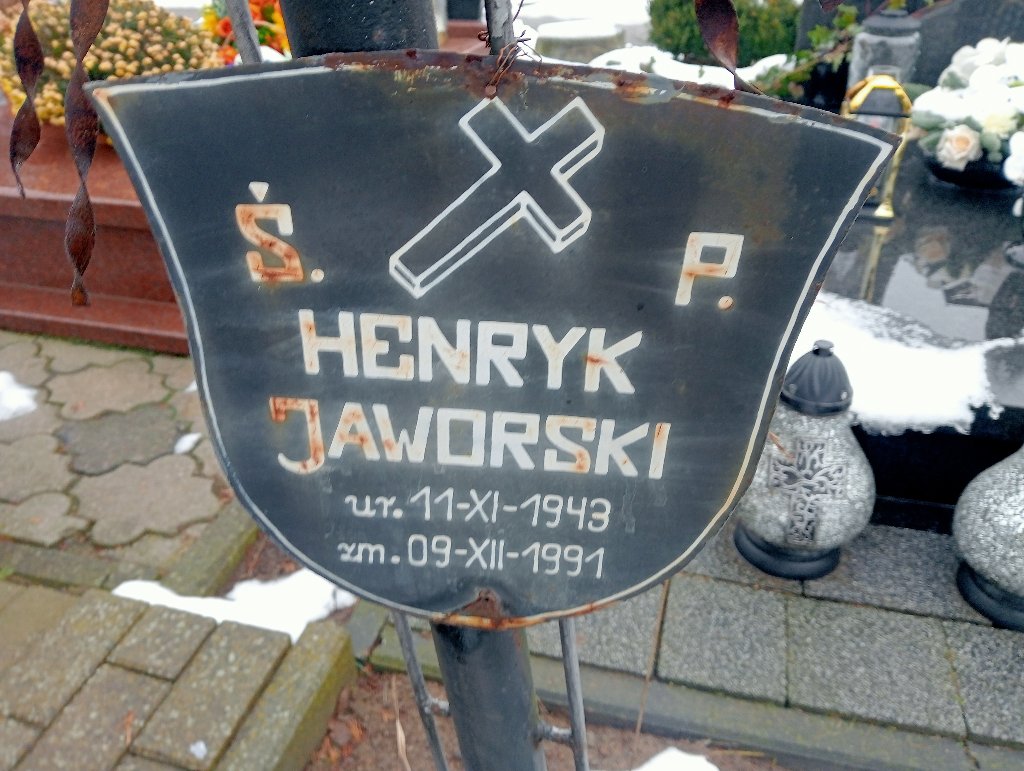 Ś. P.
HENRYK
JAWORSKI
ur. 11-XI-1943
zm. 09-XII-1991